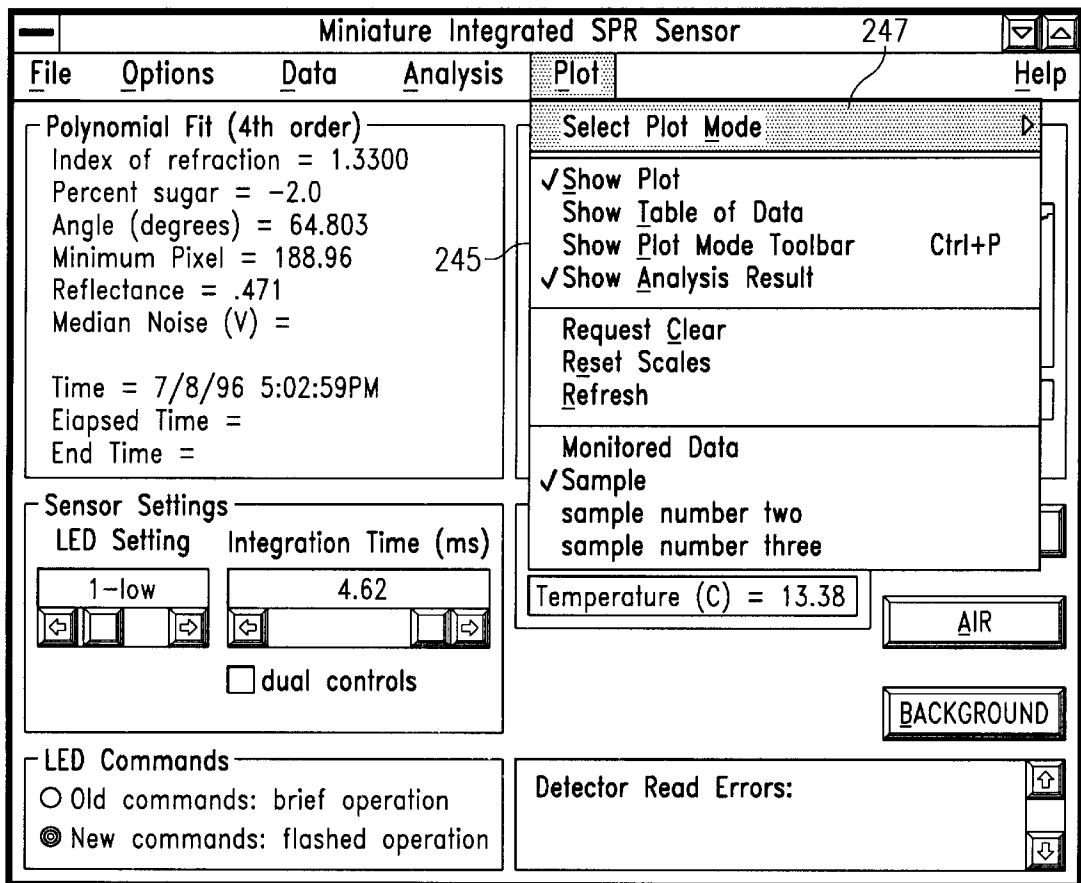 Miniature Integrated SPR Sensor
247
File Options Data Analysis Plot Help
Polynomial Fit (4th order)
Index of refraction = 1.3300
Percent sugar = -2.0
Angle (degrees) = 64.803
Minimum Pixel = 188.96
Reflectance = .471
Median Noise (V) =
Time = 7/8/96 5:02:59PM
Elapsed Time =
End Time =
245
Select Plot Mode
✓Show Plot
Show Table of Data
Show Plot Mode Toolbar Ctrl+P
✓Show Analysis Result
Request Clear
Reset Scales
Refresh
Monitored Data
✓Sample
sample number two
sample number three
Sensor Settings
LED Setting Integration Time (ms)
1-low 4.62
dual controls
Temperature (C) = 13.38
AIR
BACKGROUND
LED Commands
Old commands: brief operation
New commands: flashed operation
Detector Read Errors: